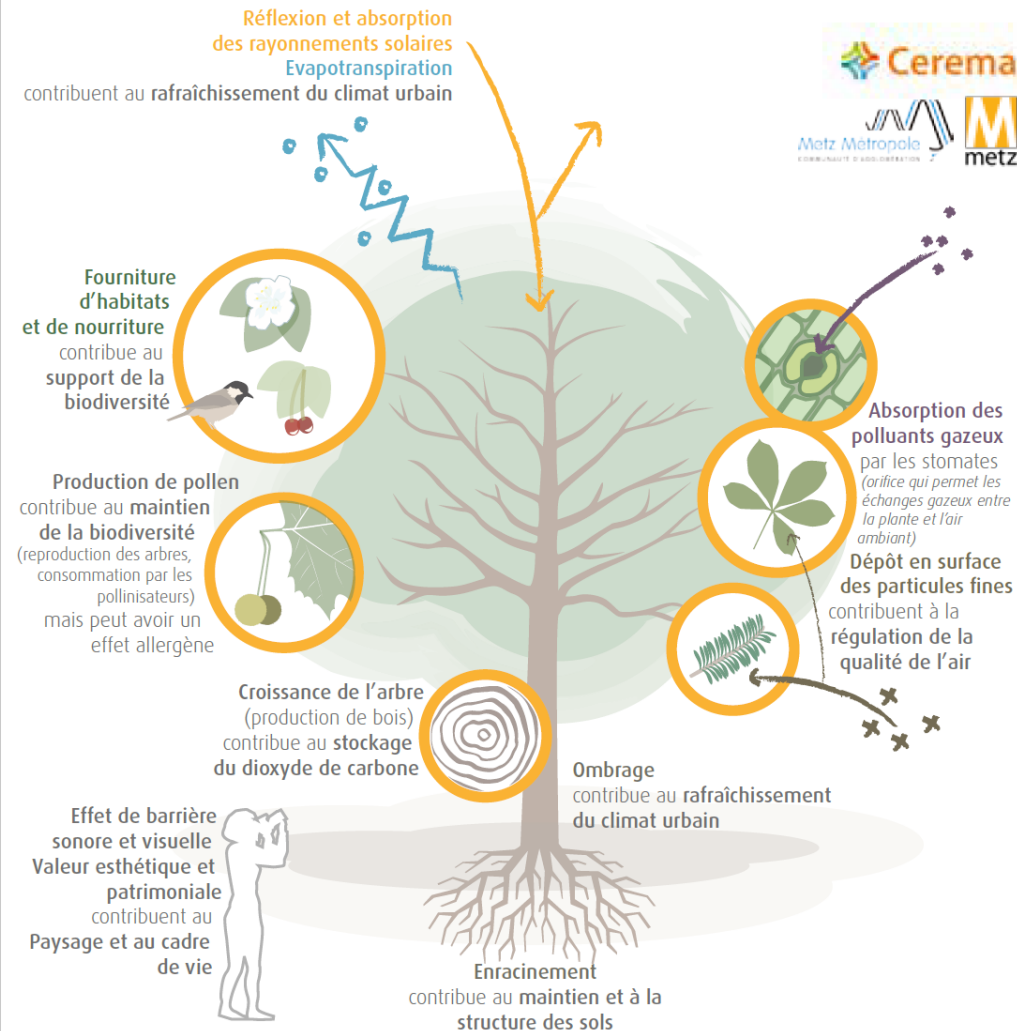 Réflexion et absorption
des rayonnements solaires
Evapotranspiration
contribuent au rafraîchissement du climat urbain
Cerema
Metz Métropole
COMMUNAUTÉ D'AGGLOMÉRATION
M
metz
Fourniture
d'habitats
et de nourriture
contribue au
support de la
biodiversité
Absorption des
polluants gazeux
par les stomates
(orifice qui permet les
échanges gazeux entre
la plante et l'air
ambiant)
Production de pollen
contribue au maintien
de la biodiversité
(reproduction des arbres,
consommation par les
pollinisateurs)
mais peut avoir un
effet allergène
Dépôt en surface
des particules fines
contribuent à la
régulation de la
qualité de l'air
Croissance de l'arbre
(production de bois)
contribue au stockage
du dioxyde de carbone
Ombrage
contribue au rafraîchissement
du climat urbain
Effet de barrière
sonore et visuelle
Valeur esthétique et
patrimoniale
contribuent au
Paysage et au cadre
de vie
Enracinement
contribue au maintien et à la
structure des sols